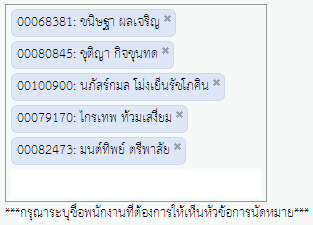 00068381: ชนิษฐา ผลเจริญ ×
00080845: ชุติญา กิจขุนทด ×
00100900: นภัสร์กมล โม่งเย็นรัชโภคิน ×
00079170: ไกรเทพ ท้วมเสงี่ยม ×
00082473: มนต์ทิพย์ ตรีพาสัย ×
***กรุณาระบุชื่อพนักงานที่ต้องการให้เห็นหัวข้อการนัดหมาย***